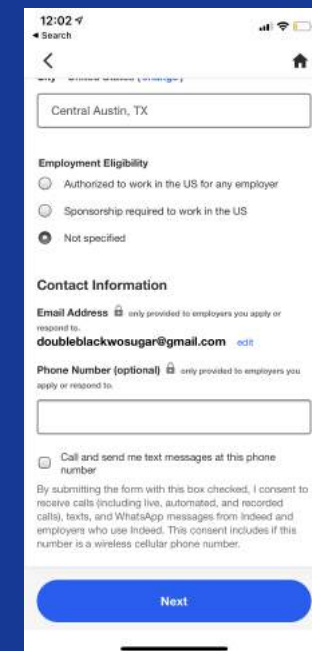 12:02
Search
City - United States (change)
Central Austin, TX
Employment Eligibility
Authorized to work in the US for any employer
Sponsorship required to work in the US
Not specified
Contact Information
Email Address only provided to employers you apply or
respond to.
doubleblackwosugar@gmail.com edit
Phone Number (optional) only provided to employers you
apply or respond to.
Call and send me text messages at this phone
number
By submitting the form with this box checked, I consent to
receive calls (including live, automated, and recorded
calls), texts, and WhatsApp messages from Indeed and
employers who use Indeed. This consent includes if this
number is a wireless cellular phone number.
Next